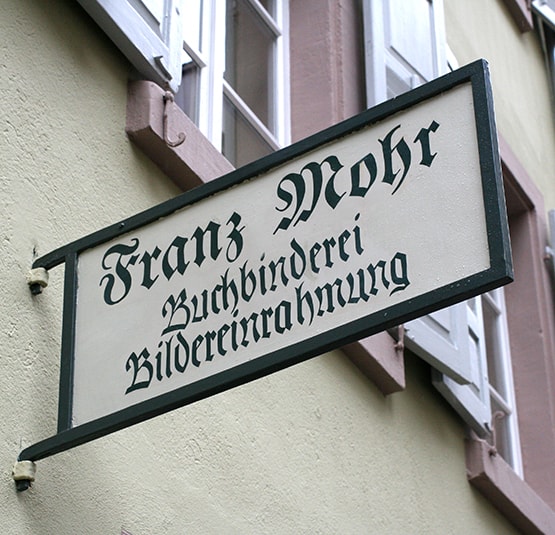 Franz Mohr
Buchbinderei
Bildereinrahmung